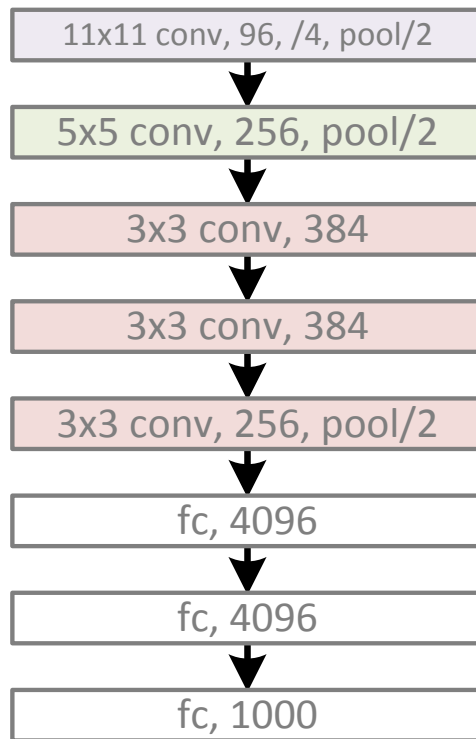 11x11 conv, 96, /4, pool/2
5x5 conv, 256, pool/2
3x3 conv, 384
3x3 conv, 384
3x3 conv, 256, pool/2
fc, 4096
fc, 4096
fc, 1000